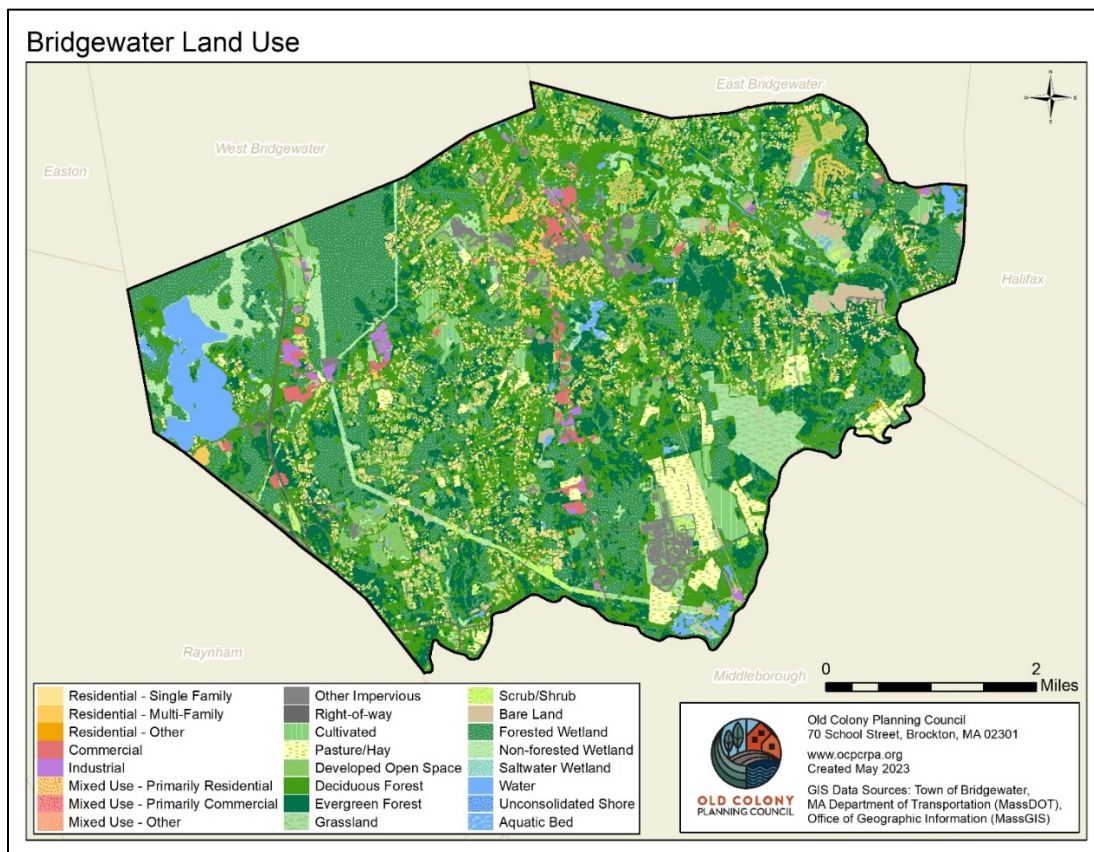 Bridgewater Land Use
East Bridgewater
N
W
E
S
West Bridgewater
Easton
Halifax
Raynham
Middleborough
0
2
Miles
Residential - Single Family
Residential - Multi-Family
Residential - Other
Commercial
Industrial
Mixed Use - Primarily Residential
Mixed Use - Primarily Commercial
Mixed Use - Other
Other Impervious
Right-of-way
Cultivated
Pasture/Hay
Developed Open Space
Deciduous Forest
Evergreen Forest
Grassland
Scrub/Shrub
Bare Land
Forested Wetland
Non-forested Wetland
Saltwater Wetland
Water
Unconsolidated Shore
Aquatic Bed
OLD COLONY
PLANNING COUNCIL
Old Colony Planning Council
70 School Street, Brockton, MA 02301
www.ocpcrpa.org
Created May 2023
GIS Data Sources: Town of Bridgewater,
MA Department of Transportation (MassDOT),
Office of Geographic Information (MassGIS)